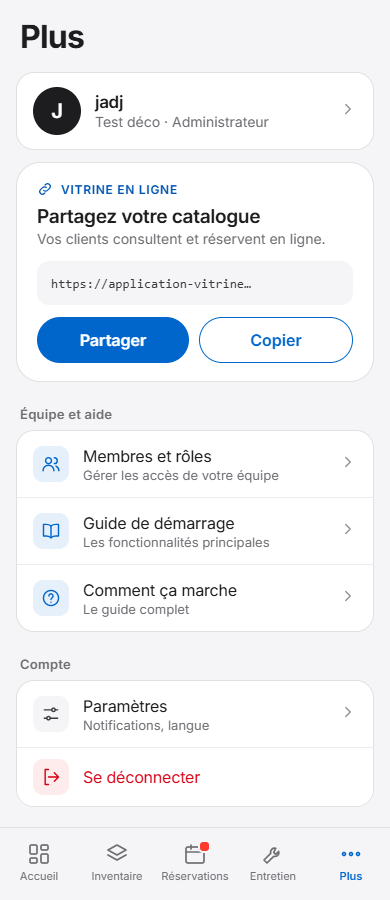 Plus
J
jadj
Test déco · Administrateur
VITRINE EN LIGNE
Partagez votre catalogue
Vos clients consultent et réservent en ligne.
https://application-vitrine…
Partager
Copier
Équipe et aide
Membres et rôles
Gérer les accès de votre équipe
Guide de démarrage
Les fonctionnalités principales
Comment ça marche
Le guide complet
Compte
Paramètres
Notifications, langue
Se déconnecter
Accueil
Inventaire
Réservations
Entretien
Plus